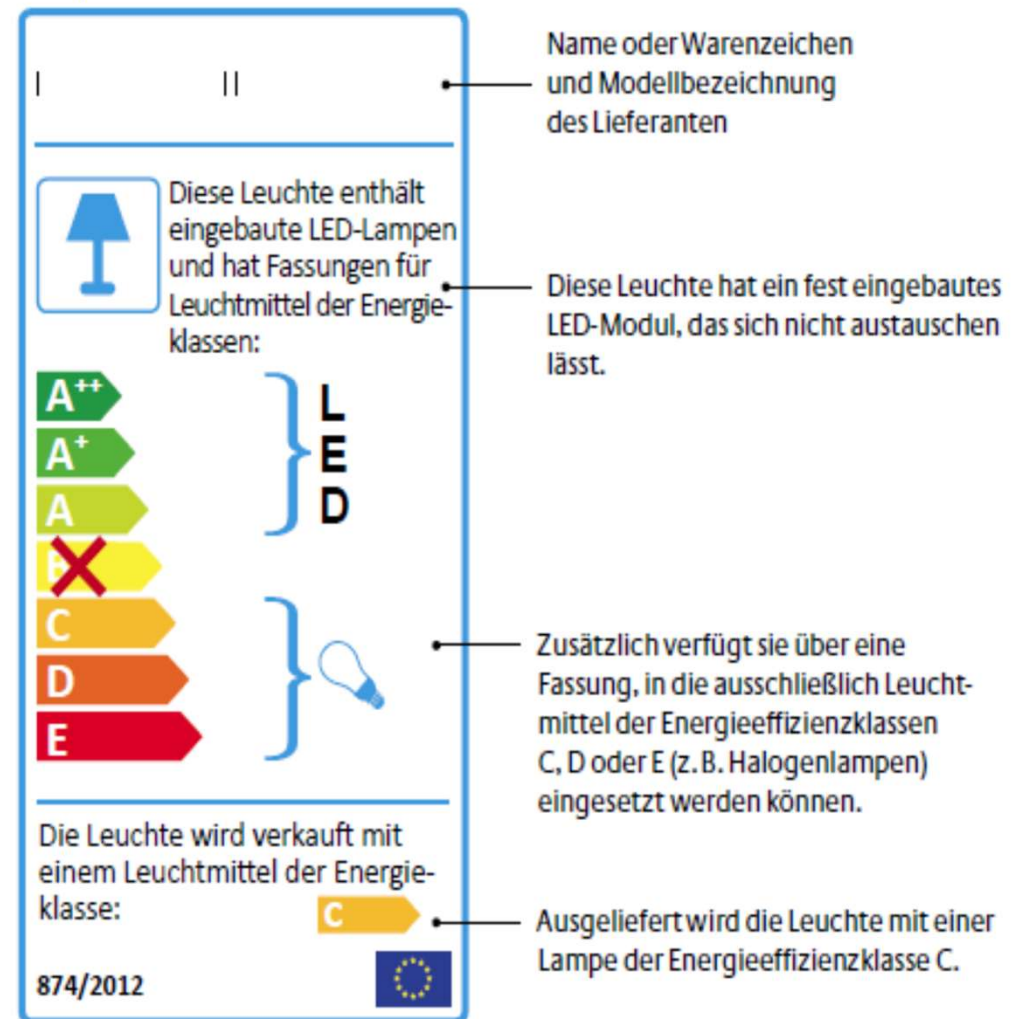 I II
Name oder Warenzeichen
und Modellbezeichnung
des Lieferanten
Diese Leuchte enthält
eingebaute LED-Lampen
und hat Fassungen für
Leuchtmittel der Energie-
klassen:
Diese Leuchte hat ein fest eingebautes
LED-Modul, das sich nicht austauschen
lässt.
A++
A+
A
B
C
D
E
L
E
D
Zusätzlich verfügt sie über eine
Fassung, in die ausschließlich Leucht-
mittel der Energieeffizienzklassen
C, D oder E (z. B. Halogenlampen)
eingesetzt werden können.
Die Leuchte wird verkauft mit
einem Leuchtmittel der Energie-
klasse:
C
Ausgeliefert wird die Leuchte mit einer
Lampe der Energieeffizienzklasse C.
874/2012